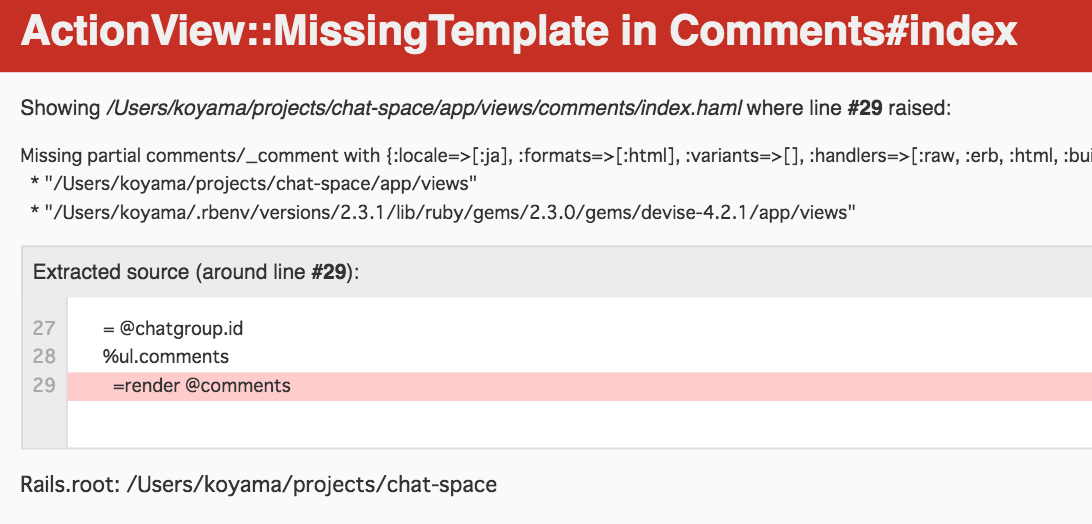 ActionView::MissingTemplate in Comments#index
Showing /Users/koyama/projects/chat-space/app/views/comments/index.haml where line #29 raised:
Missing partial comments/_comment with {:locale=>[:ja], :formats=>[:html], :variants=>[], :handlers=>[:raw, :erb, :html, :bui
* "/Users/koyama/projects/chat-space/app/views"
* "/Users/koyama/.rbenv/versions/2.3.1/lib/ruby/gems/2.3.0/gems/devise-4.2.1/app/views"
Extracted source (around line #29):
27 = @chatgroup.id
28 %ul.comments
29 =render @comments
Rails.root: /Users/koyama/projects/chat-space